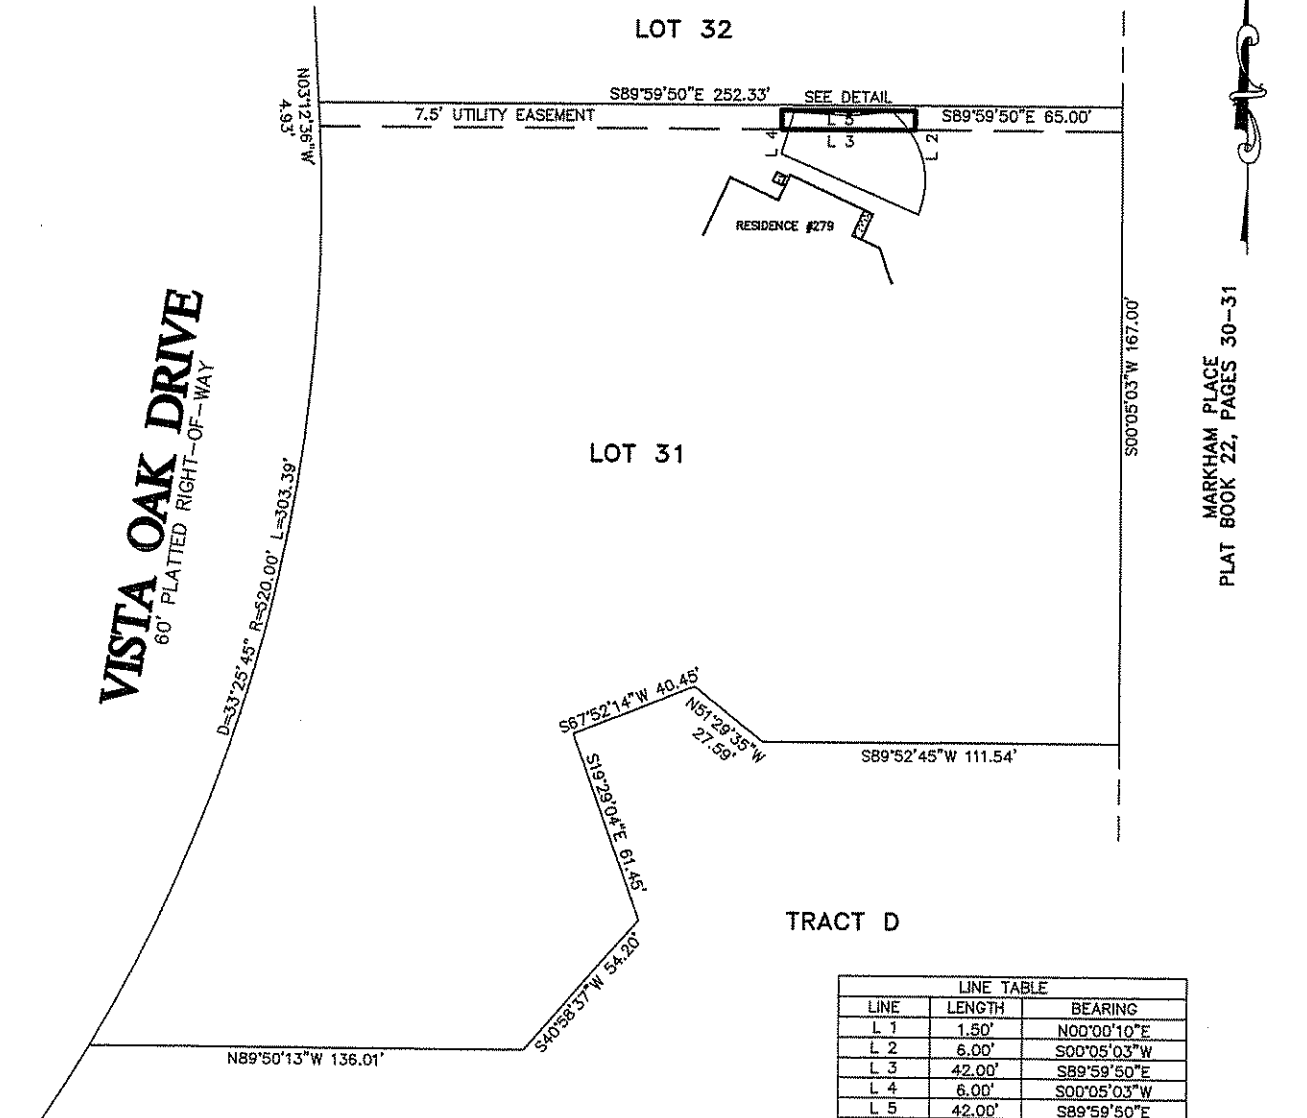 LOT 32
N03°12'36"W
4.93'
S89°59'50"E 252.33'
SEE DETAIL
7.5' UTILITY EASEMENT
L 5
S89°59'50"E 65.00'
L 4
L 3
L 2
RESIDENCE #279
VISTA OAK DRIVE
60' PLATTED RIGHT-OF-WAY
D=33°25'45" R=520.00' L=303.39'
LOT 31
S00°05'03"W 167.00'
MARKHAM PLACE
PLAT BOOK 22, PAGES 30-31
S67°52'14"W 40.45'
N51°29'35"W
27.59'
S89°52'45"W 111.54'
S19°29'04"E 61.45'
TRACT D
S40°58'37"W 54.20'
N89°50'13"W 136.01'
LINE TABLE
LINE LENGTH BEARING
L 1 1.50' N00°00'10"E
L 2 6.00' S00°05'03"W
L 3 42.00' S89°59'50"E
L 4 6.00' S00°05'03"W
L 5 42.00' S89°59'50"E